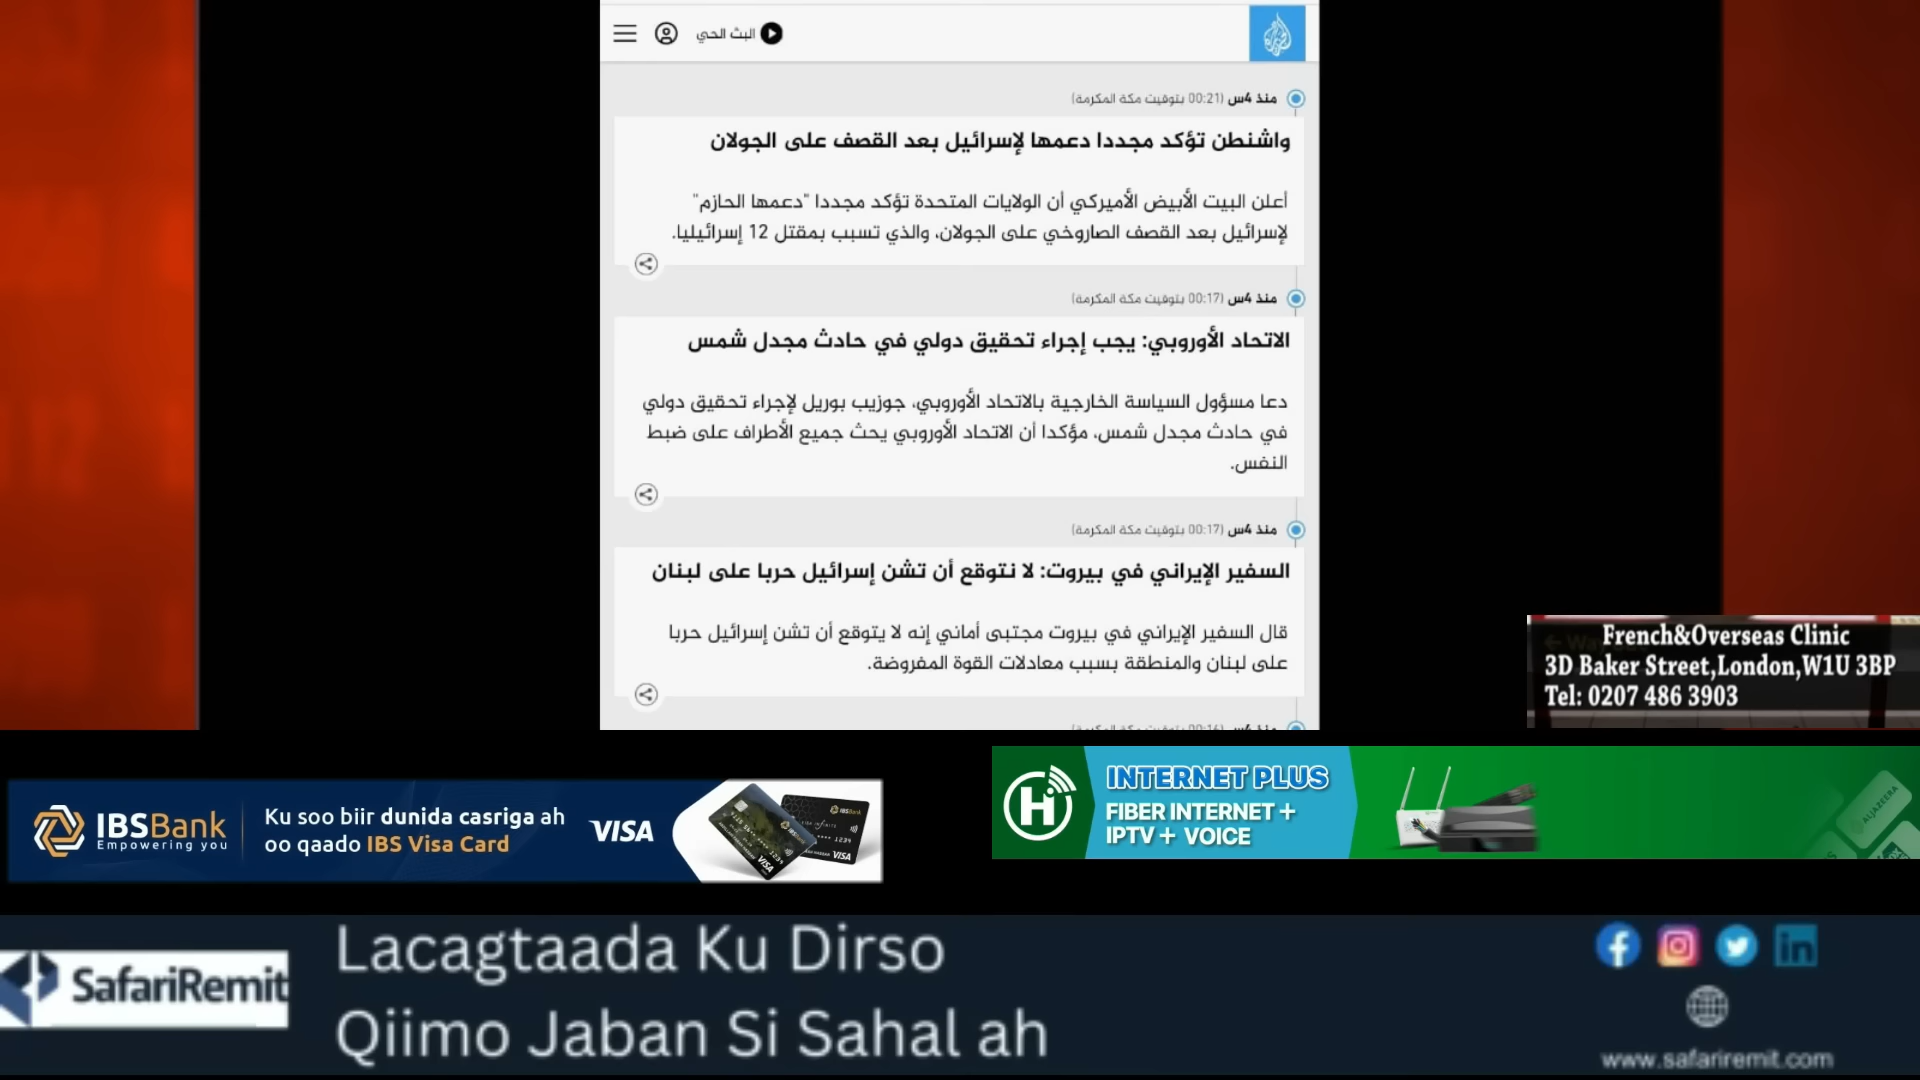 البث الحي
منذ 4س (00:21 بتوقيت مكة المكرمة)
واشنطن تؤكد مجددا دعمها لإسرائيل بعد القصف على الجولان
أعلن البيت الأبيض الأميركي أن الولايات المتحدة تؤكد مجددا "دعمها الحازم"
لإسرائيل بعد القصف الصاروخي على الجولان، والذي تسبب بمقتل 12 إسرائيليا.
منذ 4س (00:17 بتوقيت مكة المكرمة)
الاتحاد الأوروبي: يجب إجراء تحقيق دولي في حادث مجدل شمس
دعا مسؤول السياسة الخارجية بالاتحاد الأوروبي، جوزيب بوريل لإجراء تحقيق دولي
في حادث مجدل شمس، مؤكدا أن الاتحاد الأوروبي يحث جميع الأطراف على ضبط
النفس.
منذ 4س (00:17 بتوقيت مكة المكرمة)
السفير الإيراني في بيروت: لا نتوقع أن تشن إسرائيل حربا على لبنان
قال السفير الإيراني في بيروت مجتبى أماني إنه لا يتوقع أن تشن إسرائيل حربا
على لبنان والمنطقة بسبب معادلات القوة المفروضة.
French&Overseas Clinic
3D Baker Street,London,W1U 3BP
Tel: 0207 486 3903
IBSBank
Empowering you
Ku soo biir dunida casriga ah
oo qaado IBS Visa Card
VISA
H
INTERNET PLUS
FIBER INTERNET +
IPTV + VOICE
ALJAZEERA
SafariRemit
Lacagtaada Ku Dirso
Qiimo Jaban Si Sahal ah
www.safariremit.com